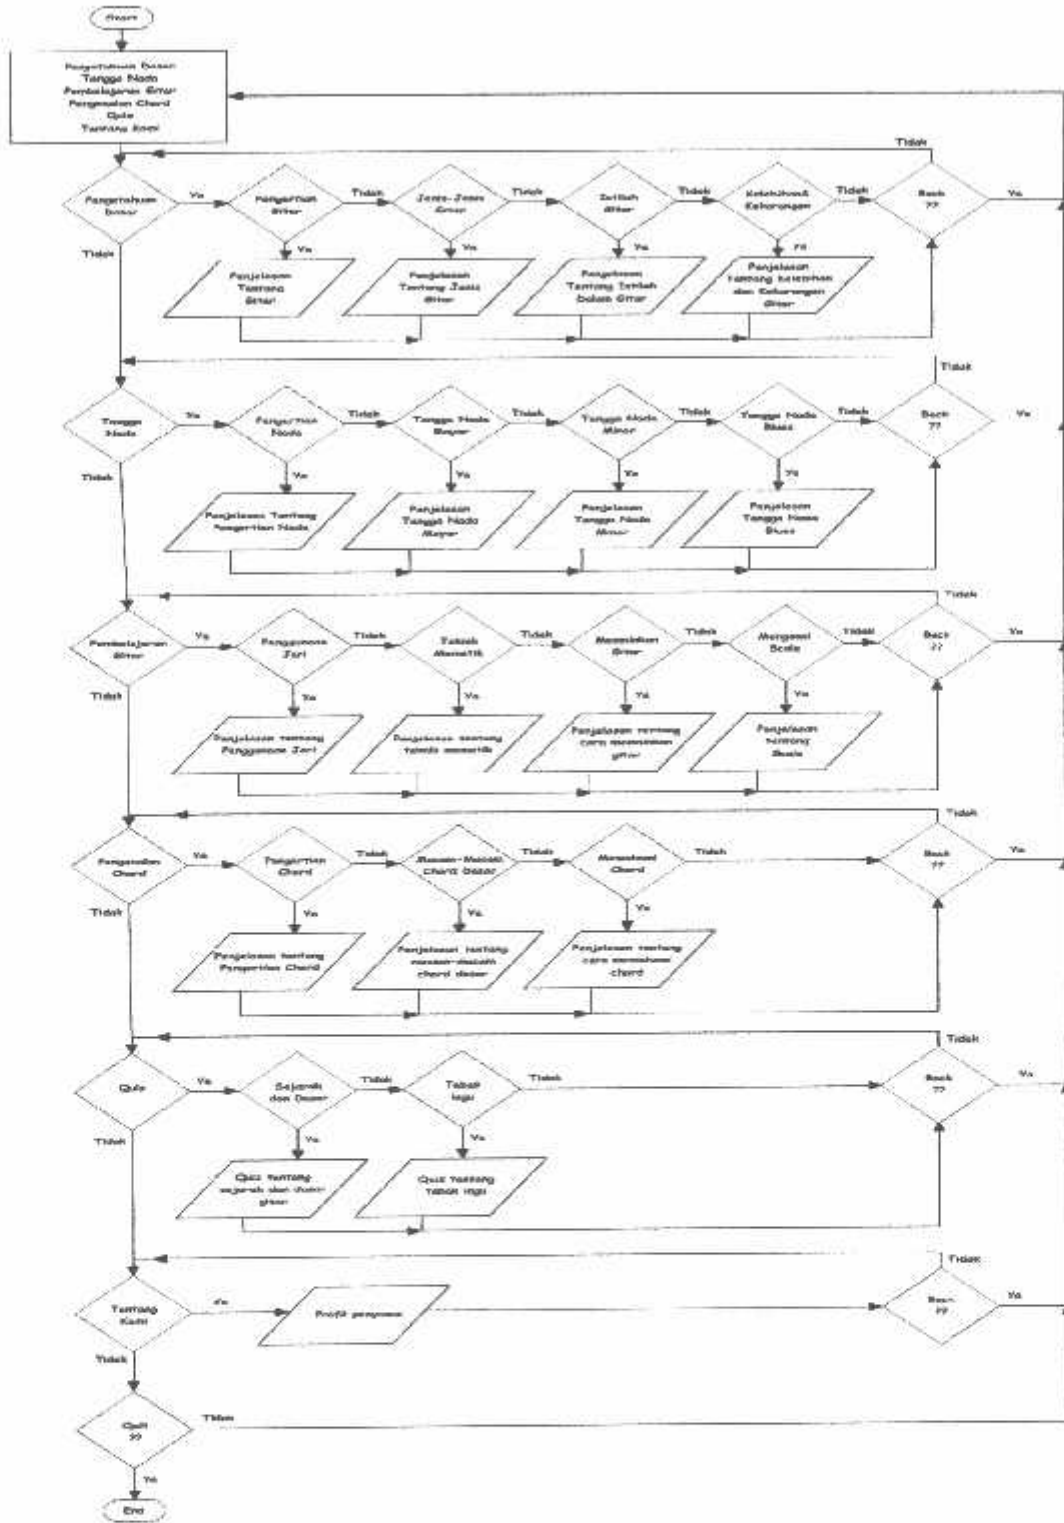 Start
Pengetahuan Dasar
Tangga Nada
Pembelajaran Gitar
Pengenalan Chord
Quiz
Tentang Kami
Tidak
Pengetahuan
Dasar
Ya
Pengertian
Gitar
Tidak
Jenis-Jenis
Gitar
Tidak
Istilah
Gitar
Tidak
Kelebihan&
Kekurangan
Tidak
Back
??
Ya
Tidak
Ya
Ya
Ya
Ya
Penjelasan
Tentang
Gitar
Penjelasan
Tentang Jenis
Gitar
Penjelasan
Tentang Istilah
Dalam Gitar
Penjelasan
Tentang Kelebihan
dan Kekurangan
Gitar
Tidak
Tangga
Nada
Ya
Pengertian
Nada
Tidak
Tangga Nada
Mayor
Tidak
Tangga Nada
Minor
Tidak
Tangga Nada
Blues
Tidak
Back
??
Ya
Tidak
Ya
Ya
Ya
Ya
Penjelasan Tentang
Pengertian Nada
Penjelasan
Tangga Nada
Mayor
Penjelasan
Tangga Nada
Minor
Penjelasan
Tangga Nada
Blues
Tidak
Pembelajaran
Gitar
Ya
Penggunaan
Jari
Tidak
Teknik
Memetik
Tidak
Memainkan
Gitar
Tidak
Mengenal
Scale
Tidak
Back
??
Ya
Tidak
Ya
Ya
Ya
Ya
Penjelasan tentang
Penggunaan Jari
Penjelasan tentang
teknik memetik
Penjelasan tentang
cara memainkan
gitar
Penjelasan
tentang
Scale
Tidak
Pengenalan
Chord
Ya
Pengertian
Chord
Tidak
Macam-Macam
Chord Dasar
Tidak
Chord
Tidak
Back
??
Ya
Tidak
Ya
Ya
Ya
Penjelasan tentang
Pengertian Chord
Penjelasan tentang
macam-macam
chord dasar
Penjelasan tentang
cara
chord
Tidak
Quiz
Ya
Sejarah
dan Dasar
Tidak
Tebak
lagu
Tidak
Back
??
Ya
Tidak
Ya
Ya
Quiz tentang
sejarah dan dasar
gitar
Quiz tentang
Tebak lagu
Tidak
Tentang
Kami
Ya
Profil penyusun
Back
??
Ya
Tidak
Quit
??
Tidak
Ya
End